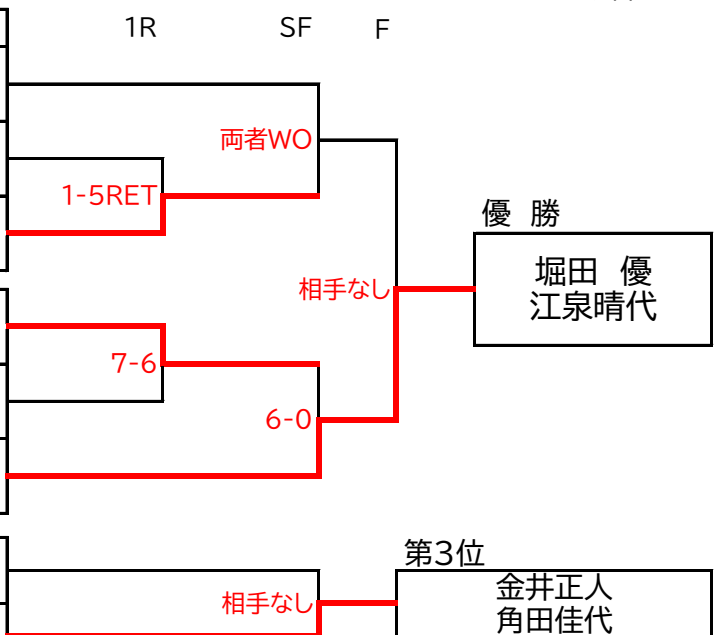 1R SF F
両者WO
1-5RET
優 勝
堀田 優
江泉晴代
相手なし
7-6
6-0
第3位
金井正人
角田佳代
相手なし